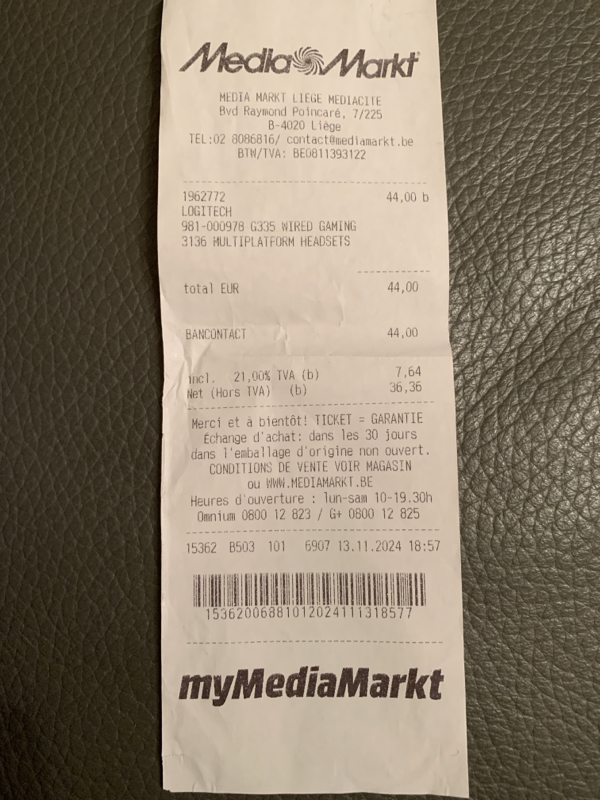 Media Markt
MEDIA MARKT LIEGE MEDIACITE
Bvd Raymond Poincaré, 7/225
B-4020 Liège
TEL:02 8086816/ contact@mediamarkt.be
BTW/TVA: BE0811393122
1962772 44,00 b
LOGITECH
981-000978 G335 WIRED GAMING
3136 MULTIPLATFORM HEADSETS
total EUR 44,00
BANCONTACT 44,00
incl. 21,00% TVA (b) 7,64
Net (Hors TVA) (b) 36,36
Merci et à bientôt! TICKET = GARANTIE
Échange d'achat: dans les 30 jours
dans l'emballage d'origine non ouvert.
CONDITIONS DE VENTE VOIR MAGASIN
ou WWW.MEDIAMARKT.BE
Heures d'ouverture : lun-sam 10-19.30h
Omnium 0800 12 823 / G+ 0800 12 825
15362 B503 101 6907 13.11.2024 18:57
15362006881012024111318577
myMediaMarkt